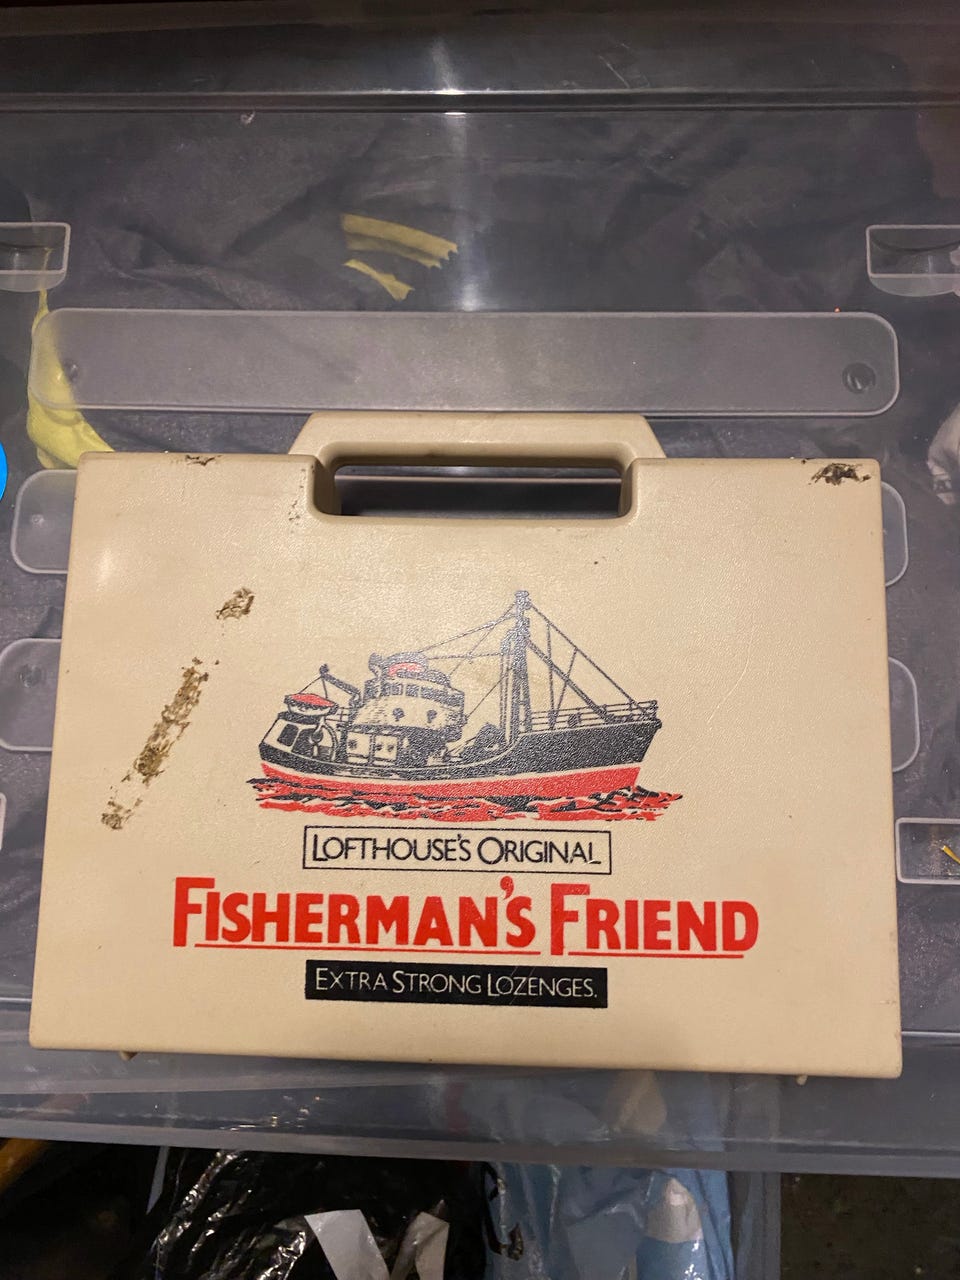 LOFTHOUSE'S ORIGINAL
FISHERMAN'S FRIEND
EXTRA STRONG LOZENGES.